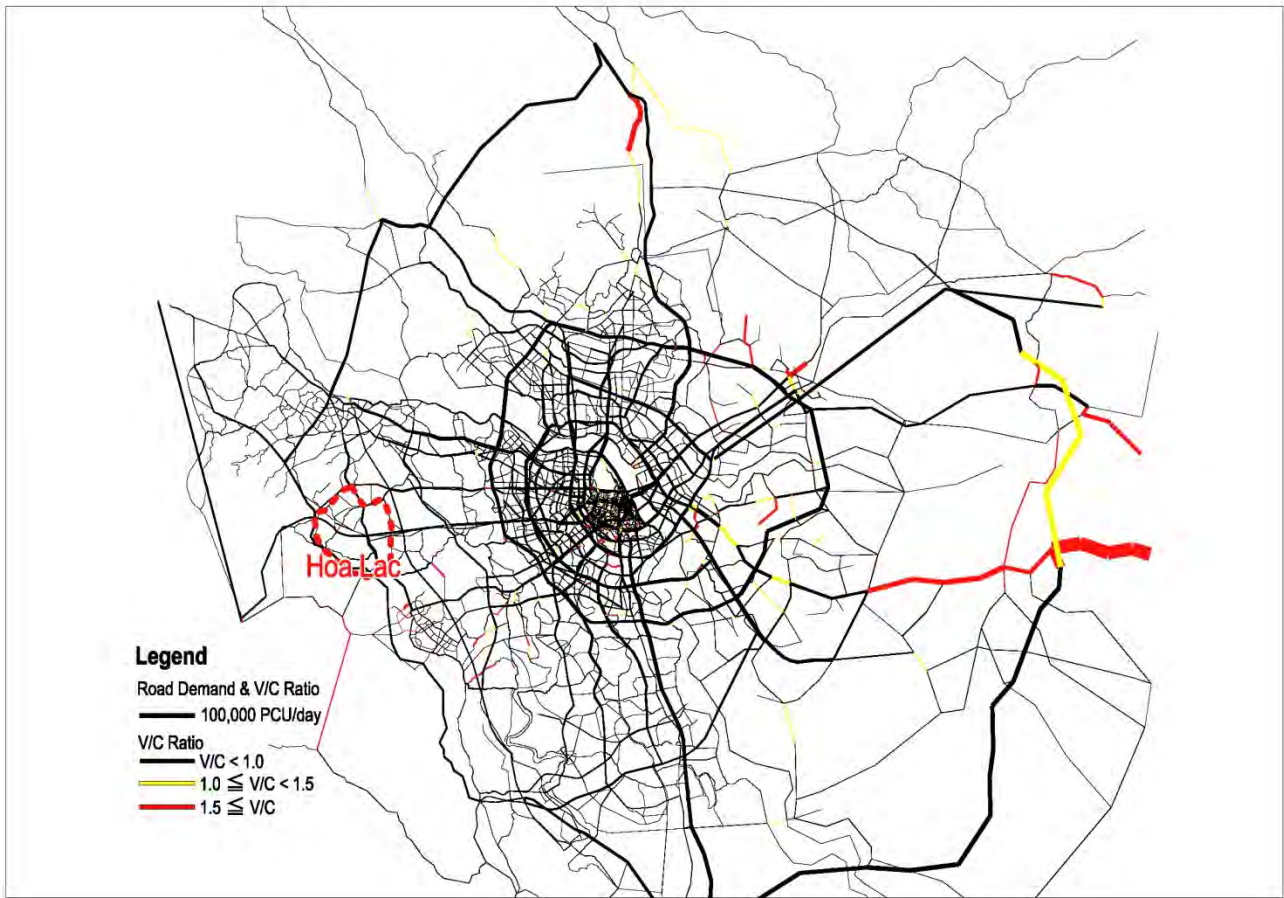 Hoa-Lac
Legend
Road Demand & V/C Ratio
100,000 PCU/day
V/C Ratio
V/C < 1.0
1.0 ≦ V/C < 1.5
1.5 ≦ V/C